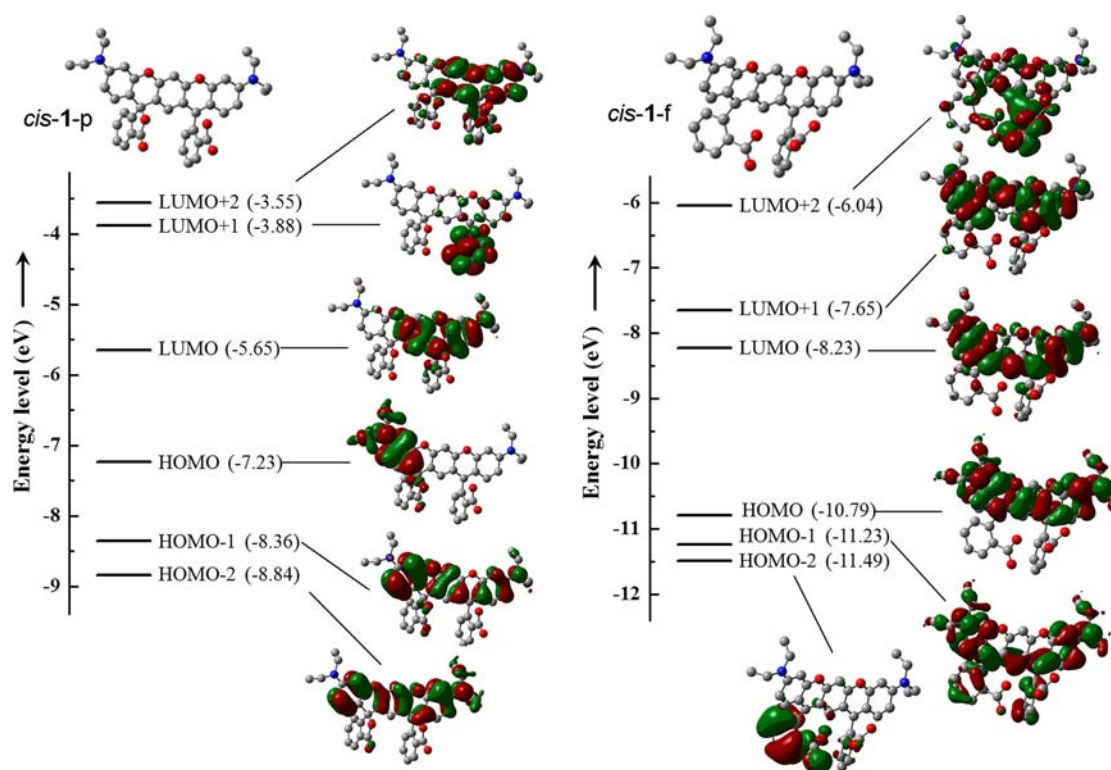 cis-1-p
Energy level (eV)
-4
-5
-6
-7
-8
-9
LUMO+2 (-3.55)
LUMO+1 (-3.88)
LUMO (-5.65)
HOMO (-7.23)
HOMO-1 (-8.36)
HOMO-2 (-8.84)
cis-1-f
Energy level (eV)
-6
-7
-8
-9
-10
-11
-12
LUMO+2 (-6.04)
LUMO+1 (-7.65)
LUMO (-8.23)
HOMO (-10.79)
HOMO-1 (-11.23)
HOMO-2 (-11.49)